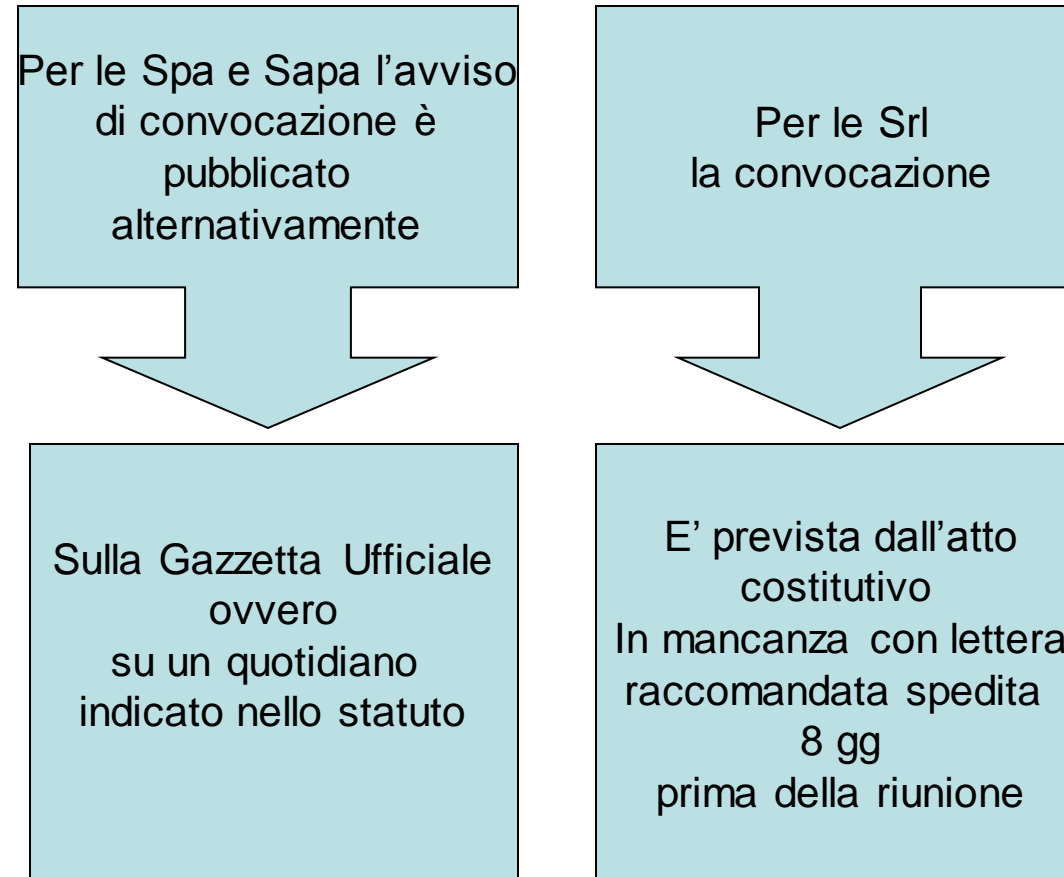 Per le Spa e Sapa l’avviso
di convocazione è
pubblicato
alternativamente
Sulla Gazzetta Ufficiale
ovvero
su un quotidiano
indicato nello statuto
Per le Srl
la convocazione
E’ prevista dall’atto
costitutivo
In mancanza con lettera
raccomandata spedita
8 gg
prima della riunione